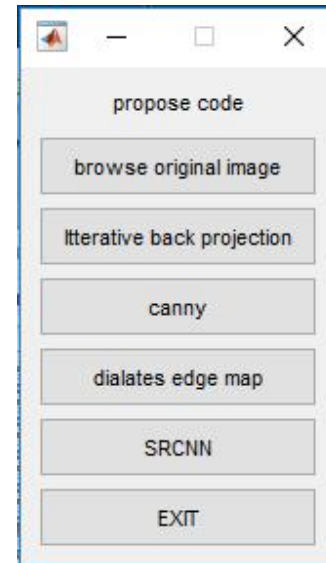 propose code
browse original image
Itterative back projection
canny
dialates edge map
SRCNN
EXIT